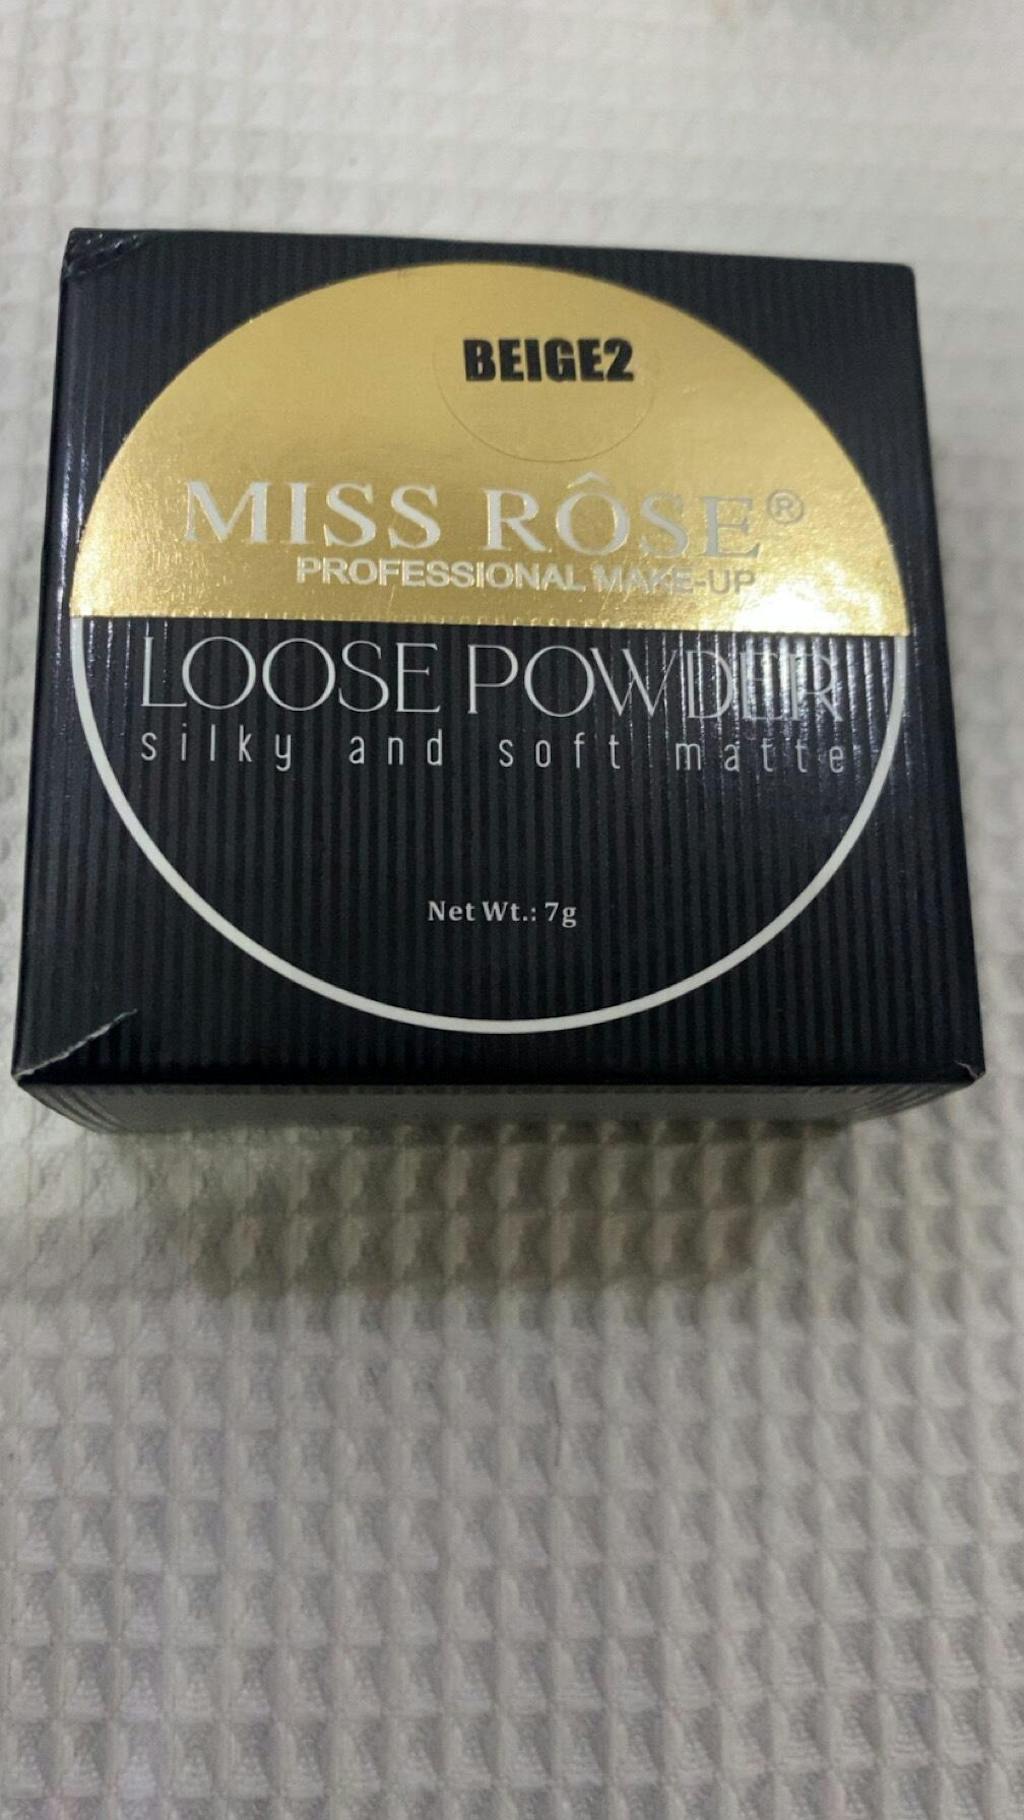 BEIGE2
MISS RÔSE®
PROFESSIONAL MAKE-UP
LOOSE POWDER
silky and soft matte
Net Wt.: 7g